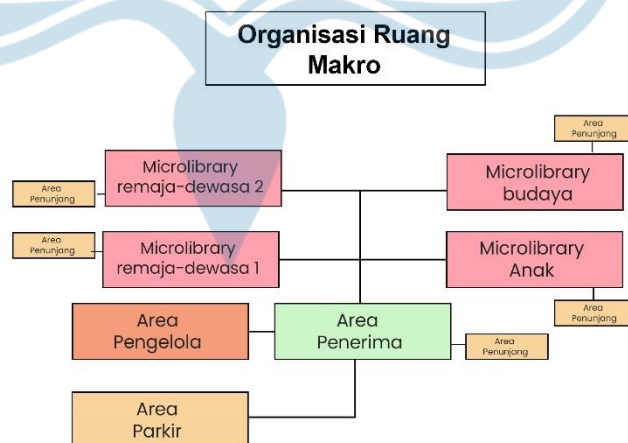 Organisasi Ruang
Makro
Area
Penunjang
Microlibrary
remaja-dewasa 2
Microlibrary
budaya
Area
Penunjang
Area
Penunjang
Microlibrary
remaja-dewasa 1
Microlibrary
Anak
Area
Pengelola
Area
Penerima
Area
Penunjang
Area
Penunjang
Area
Parkir